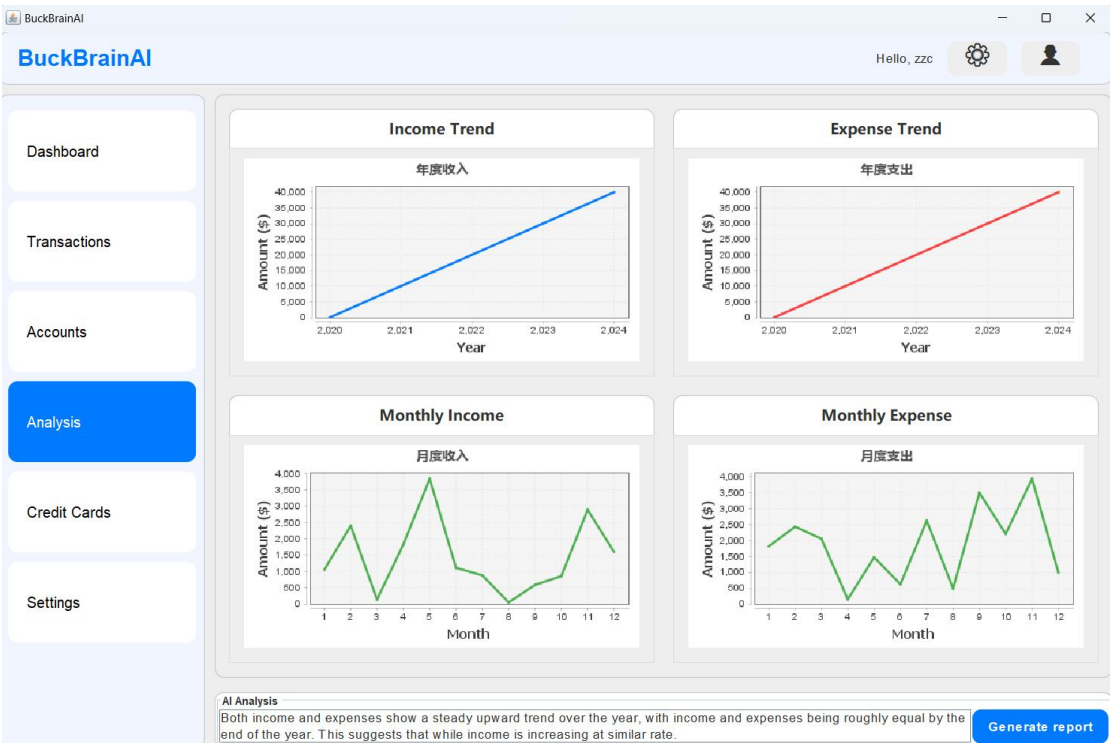 BuckBrainAI
BuckBrainAI
Hello, zzc
Dashboard
Transactions
Accounts
Analysis
Credit Cards
Settings
Income Trend
年度收入
Amount ($)
40,000
35,000
30,000
25,000
20,000
15,000
10,000
5,000
0
2,020 2,021 2,022 2,023 2,024
Year
Expense Trend
年度支出
Amount ($)
40,000
35,000
30,000
25,000
20,000
15,000
10,000
5,000
0
2,020 2,021 2,022 2,023 2,024
Year
Monthly Income
月度收入
Amount ($)
4,000
3,500
3,000
2,500
2,000
1,500
1,000
500
0
1 2 3 4 5 6 7 8 9 10 11 12
Month
Monthly Expense
月度支出
Amount ($)
4,000
3,500
3,000
2,500
2,000
1,500
1,000
500
0
1 2 3 4 5 6 7 8 9 10 11 12
Month
AI Analysis
Both income and expenses show a steady upward trend over the year, with income and expenses being roughly equal by the
end of the year. This suggests that while income is increasing at similar rate.
Generate report